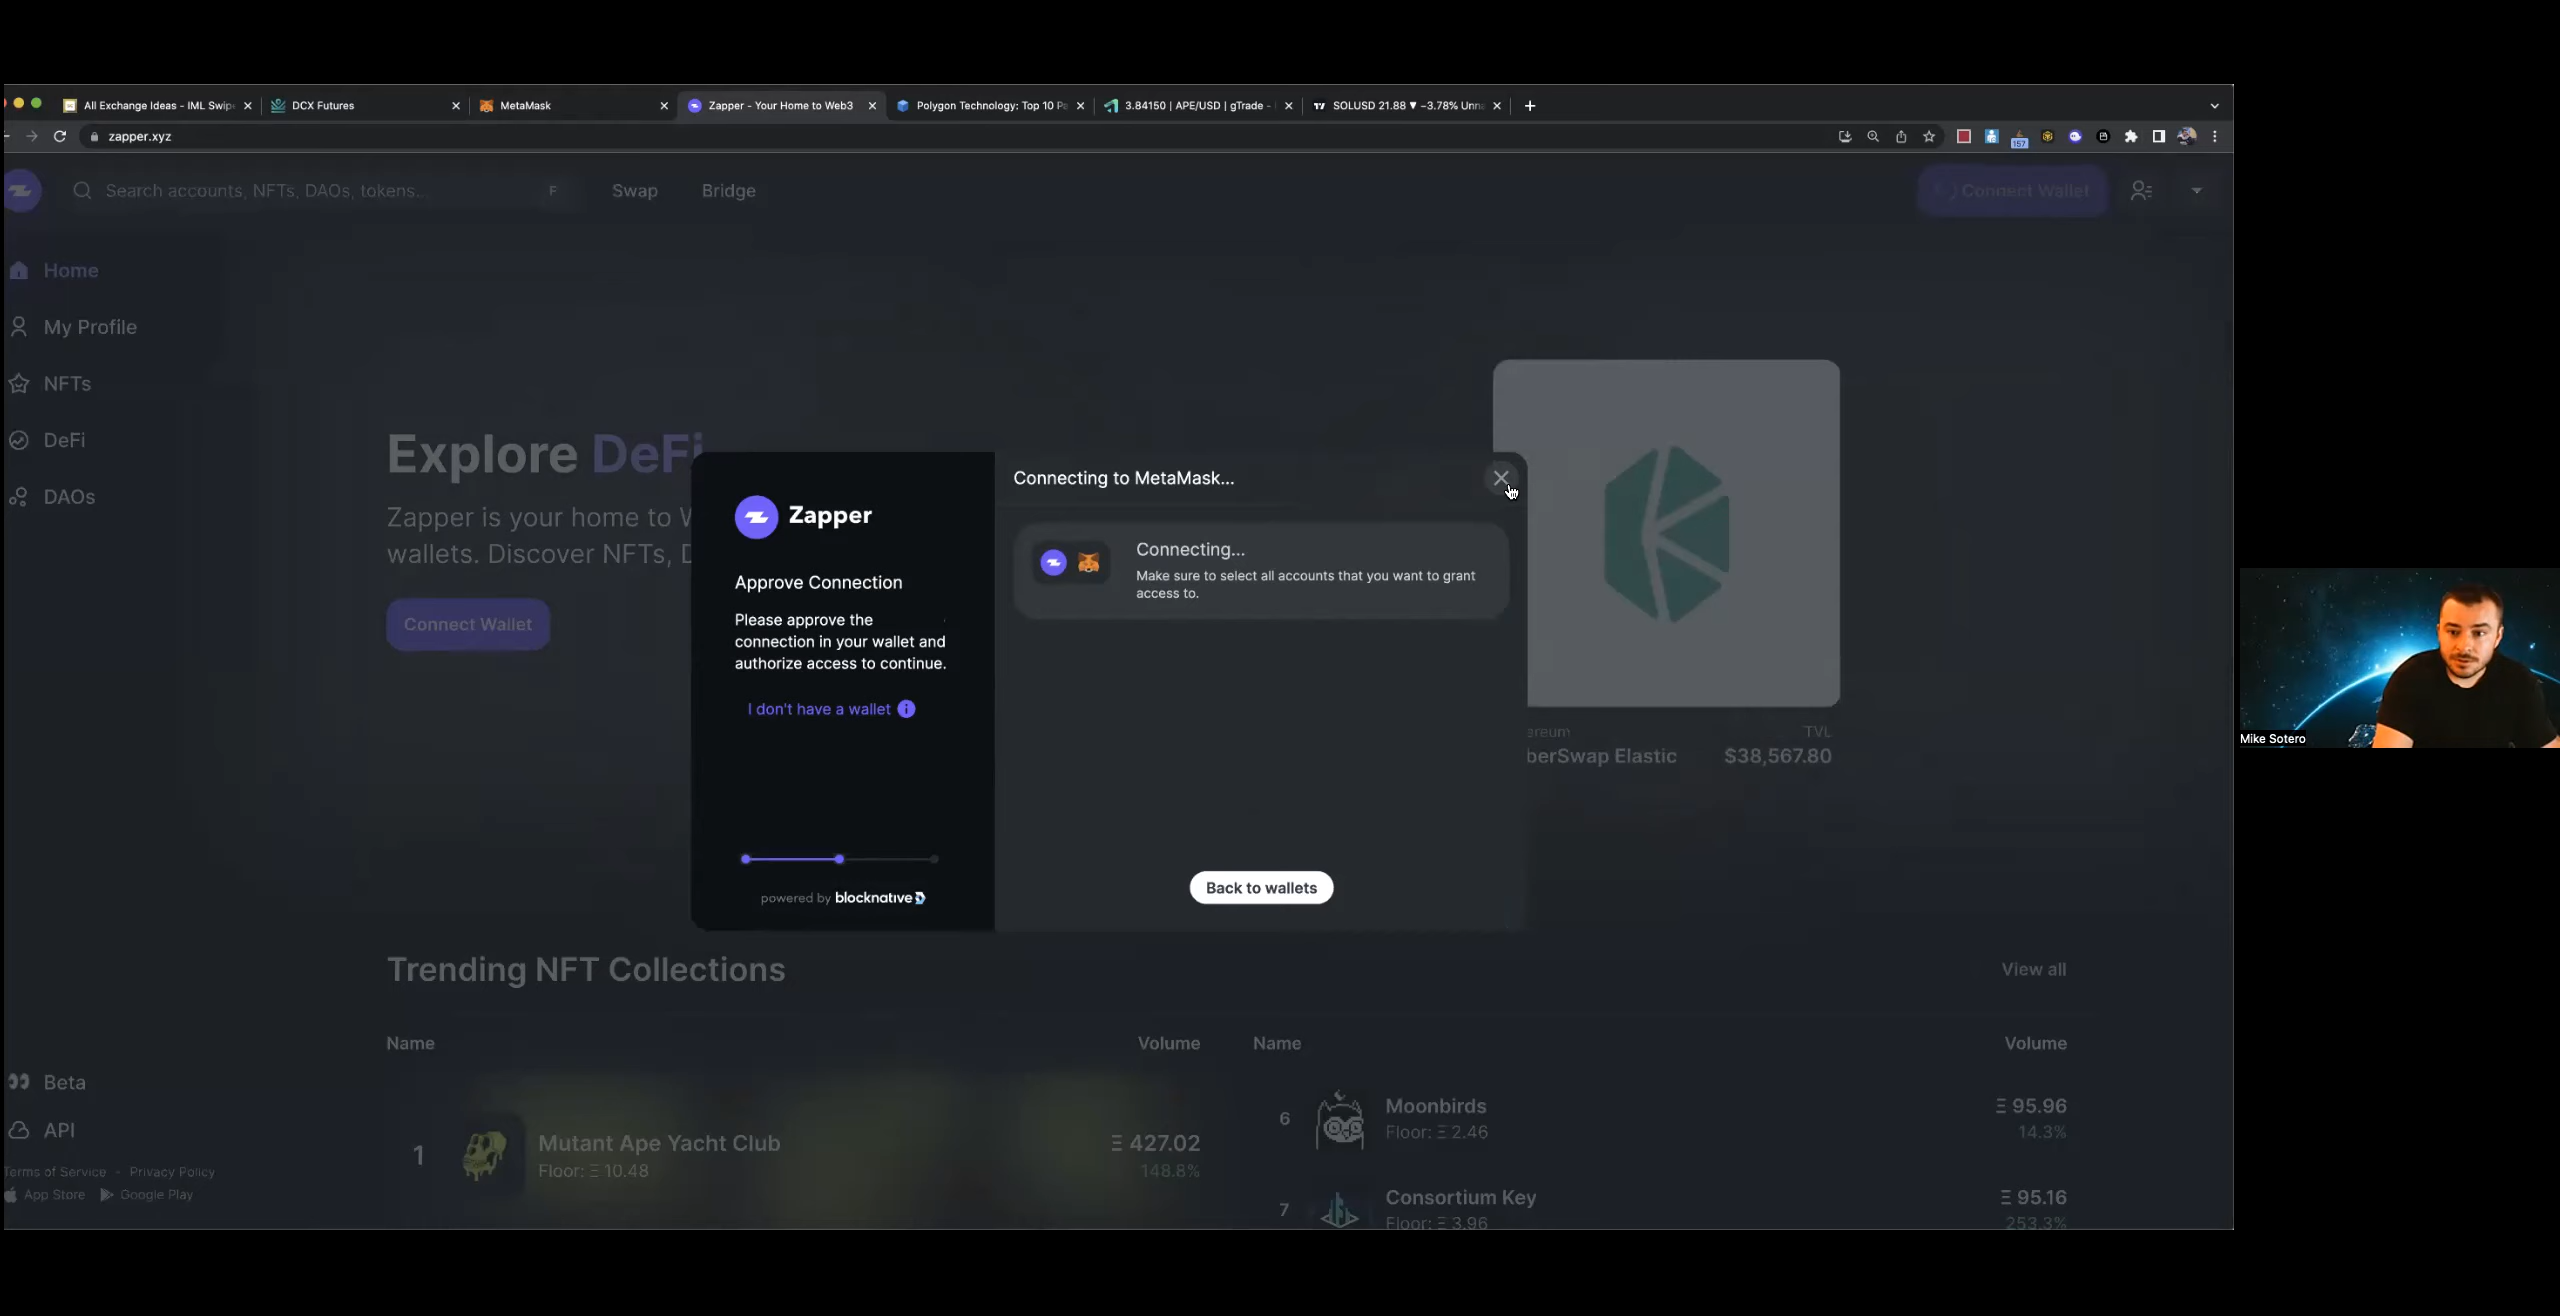 All Exchange Ideas - IML Swip
DCX Futures
MetaMask
Zapper - Your Home to Web3
Polygon Technology: Top 10 P
3.84150 | APE/USD | gTrade -
SOLUSD 21.88 ▼ −3.78% Unn
zapper.xyz
157
Search accounts, NFTs, DAOs, tokens...
F
Swap
Bridge
Connect Wallet
Home
My Profile
NFTs
DeFi
DAOs
Explore DeFi
Zapper is your home to W
wallets. Discover NFTs, D
Connect Wallet
Zapper
Approve Connection
Please approve the
connection in your wallet and
authorize access to continue.
I don't have a wallet
powered by blocknative
Connecting to MetaMask...
Connecting...
Make sure to select all accounts that you want to grant
access to.
Back to wallets
ereum
TVL
berSwap Elastic
$38,567.80
Mike Sotero
Trending NFT Collections
View all
Name
Volume
Name
Volume
1
Mutant Ape Yacht Club
Floor: Ξ 10.48
Ξ 427.02
148.8%
6
Moonbirds
Floor: Ξ 2.46
Ξ 95.96
14.3%
7
Consortium Key
Floor: Ξ 3.96
Ξ 95.16
253.3%
Beta
API
Terms of Service - Privacy Policy
App Store
Google Play